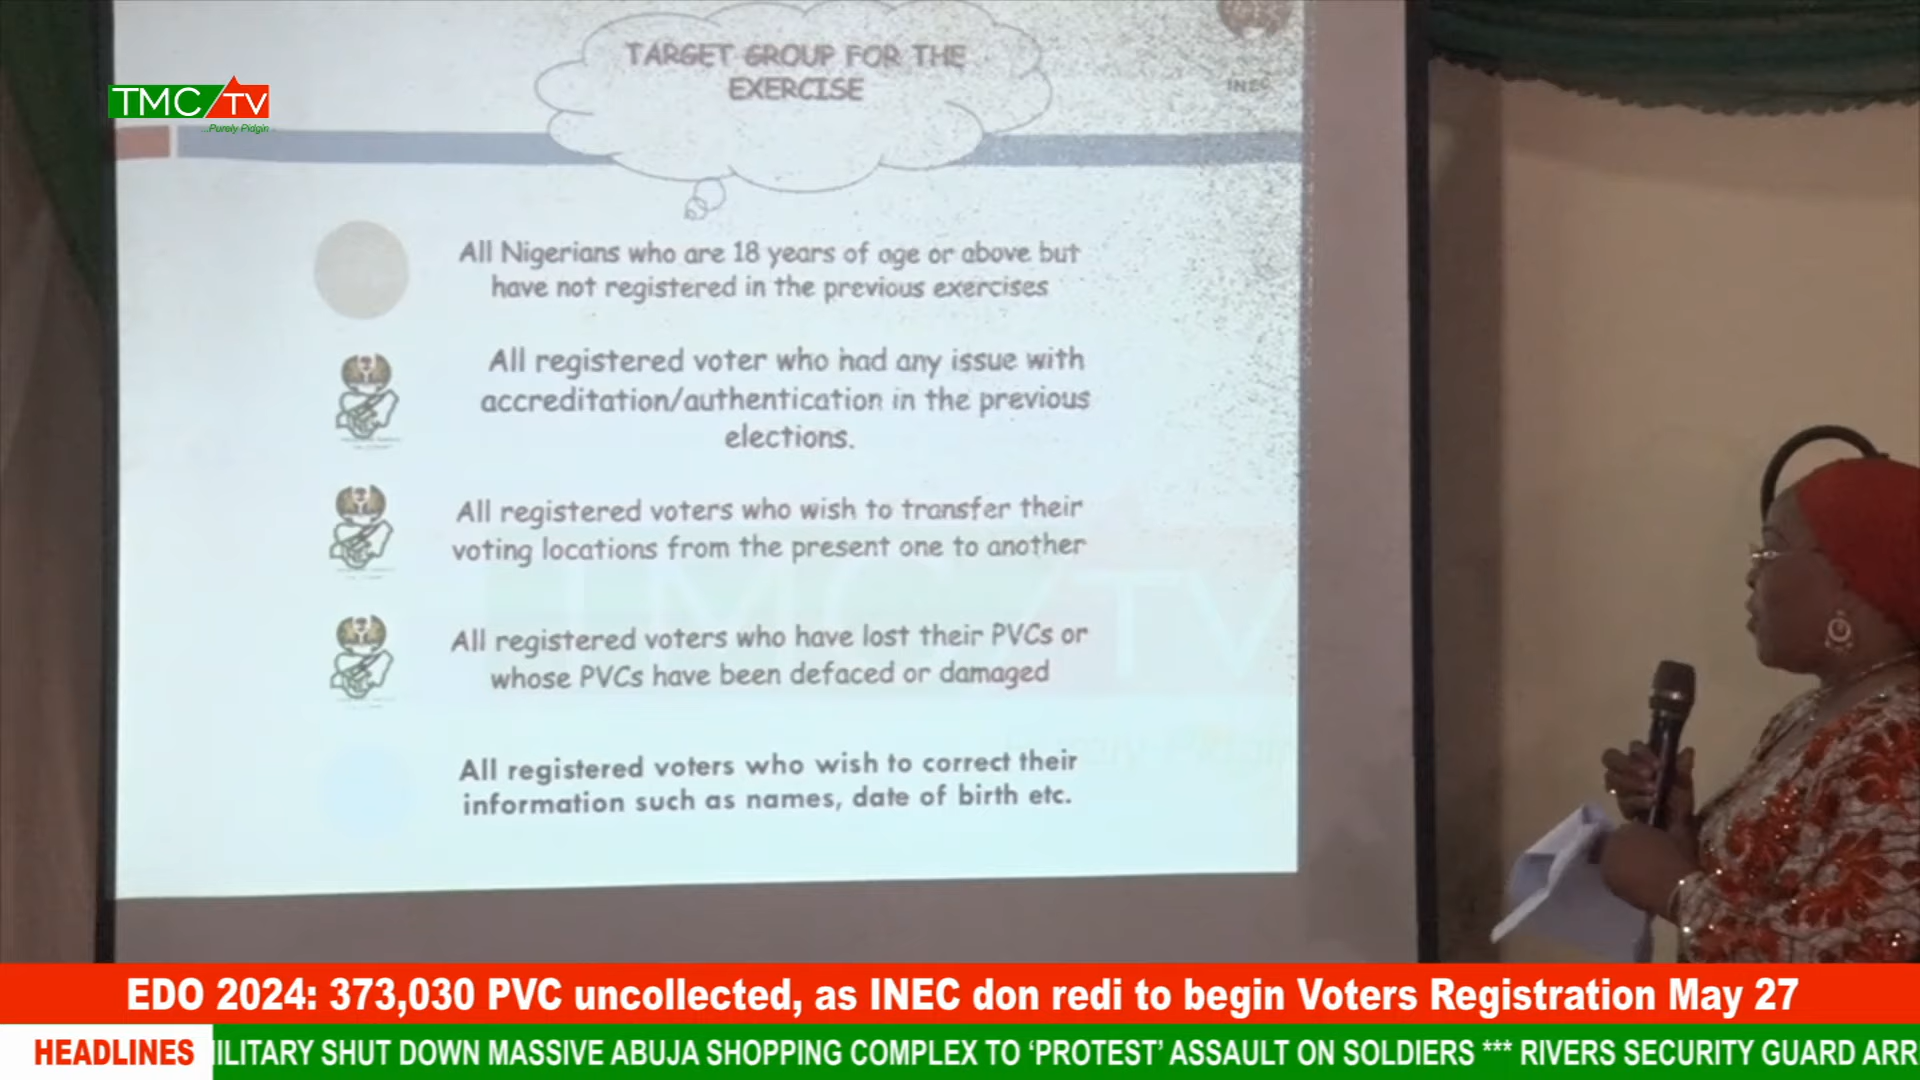 TARGET GROUP FOR THE
EXERCISE
INEC
TMC/TV
...Purely Pidgin
All Nigerians who are 18 years of age or above but
have not registered in the previous exercises
All registered voter who had any issue with
accreditation/authentication in the previous
elections.
All registered voters who wish to transfer their
voting locations from the present one to another
All registered voters who have lost their PVCs or
whose PVCs have been defaced or damaged
All registered voters who wish to correct their
information such as names, date of birth etc.
EDO 2024: 373,030 PVC uncollected, as INEC don redi to begin Voters Registration May 27
HEADLINES
ILITARY SHUT DOWN MASSIVE ABUJA SHOPPING COMPLEX TO ‘PROTEST’ ASSAULT ON SOLDIERS *** RIVERS SECURITY GUARD ARR